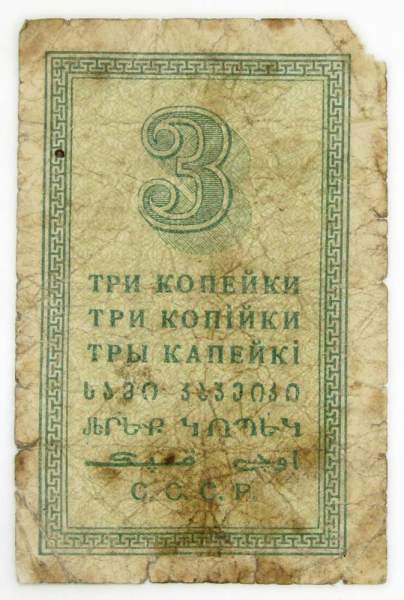 3
ТРИ КОПЕЙКИ
ТРИ КОПІЙКИ
ТРЫ КАПЕЙКІ
სამი კაპეიკი
ԵՐԵՔ ԿՈՊԵԿ
С. С. С. Р.